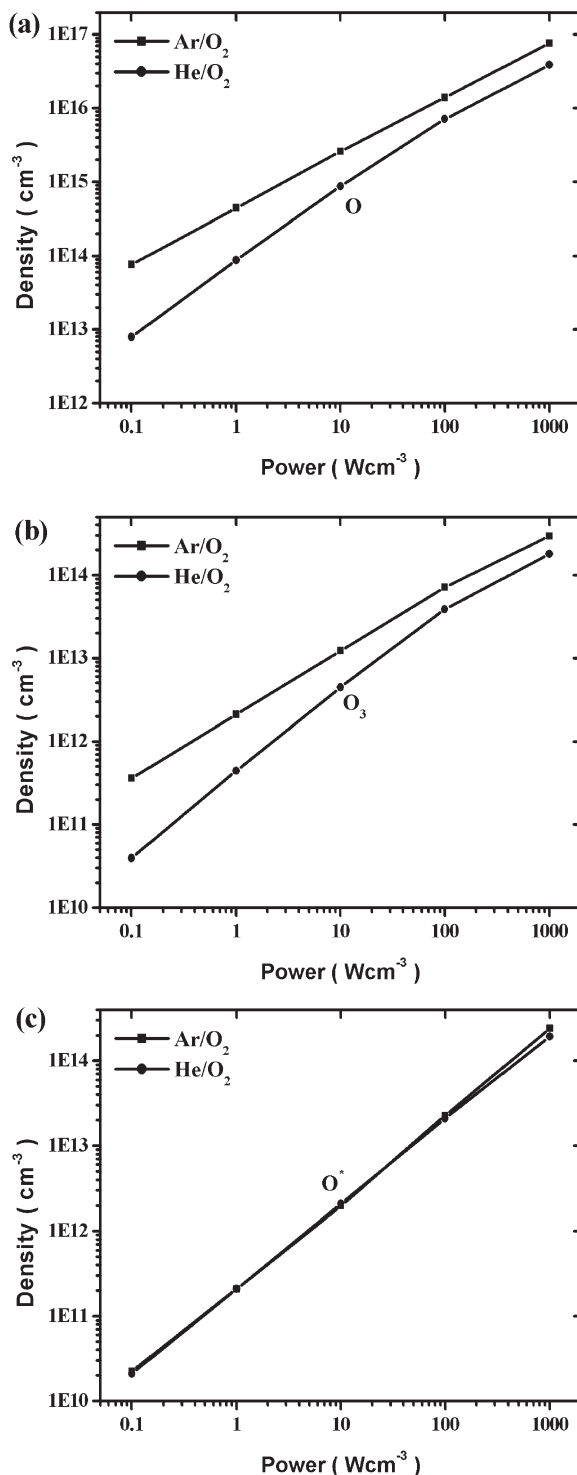 (a)
Ar/O2
He/O2
1E17
1E16
1E15
1E14
1E13
1E12
Density ( cm-3 )
O
0.1 1 10 100 1000
Power ( Wcm-3 )
(b)
Ar/O2
He/O2
1E14
1E13
1E12
1E11
1E10
Density ( cm-3 )
O3
0.1 1 10 100 1000
Power ( Wcm-3 )
(c)
Ar/O2
He/O2
1E14
1E13
1E12
1E11
1E10
Density ( cm-3 )
O*
0.1 1 10 100 1000
Power ( Wcm-3 )